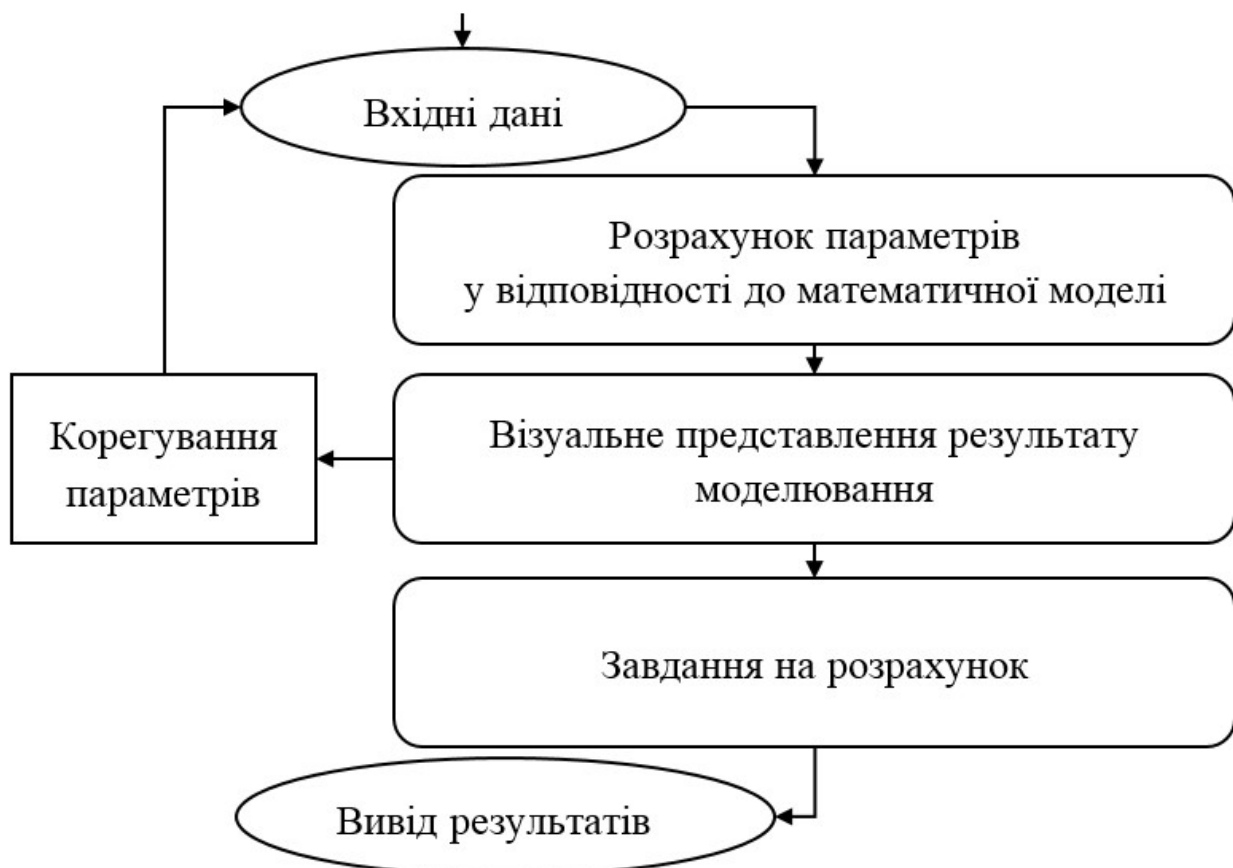 Вхідні дані
Розрахунок параметрів
у відповідності до математичної моделі
Корегування
параметрів
Візуальне представлення результату
моделювання
Завдання на розрахунок
Вивід результатів